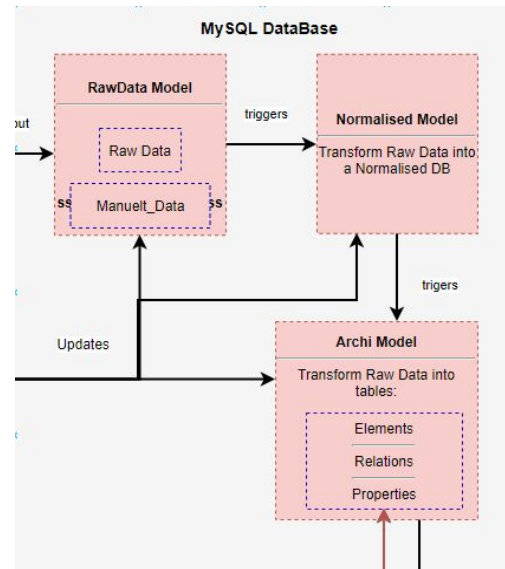 MySQL DataBase
RawData Model
put
triggers
Normalised Model
Raw Data
Transform Raw Data into
a Normalised DB
ss Manuelt_Data ss
trigers
Updates
Archi Model
Transform Raw Data into
tables:
Elements
Relations
Properties